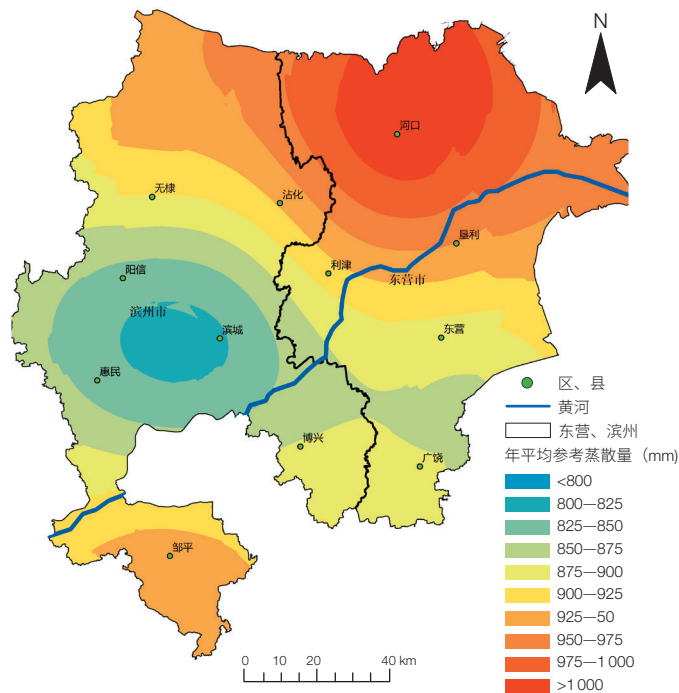 N
河口
无棣
沾化
垦利
利津
阳信
东营市
滨州市
滨城
东营
惠民
博兴
广饶
邹平
区、县
黄河
东营、滨州
年平均参考蒸散量（mm)
<800
800—825
825—850
850—875
875—900
900—925
925—50
950—975
975—1 000
>1 000
0 10 20 40 km